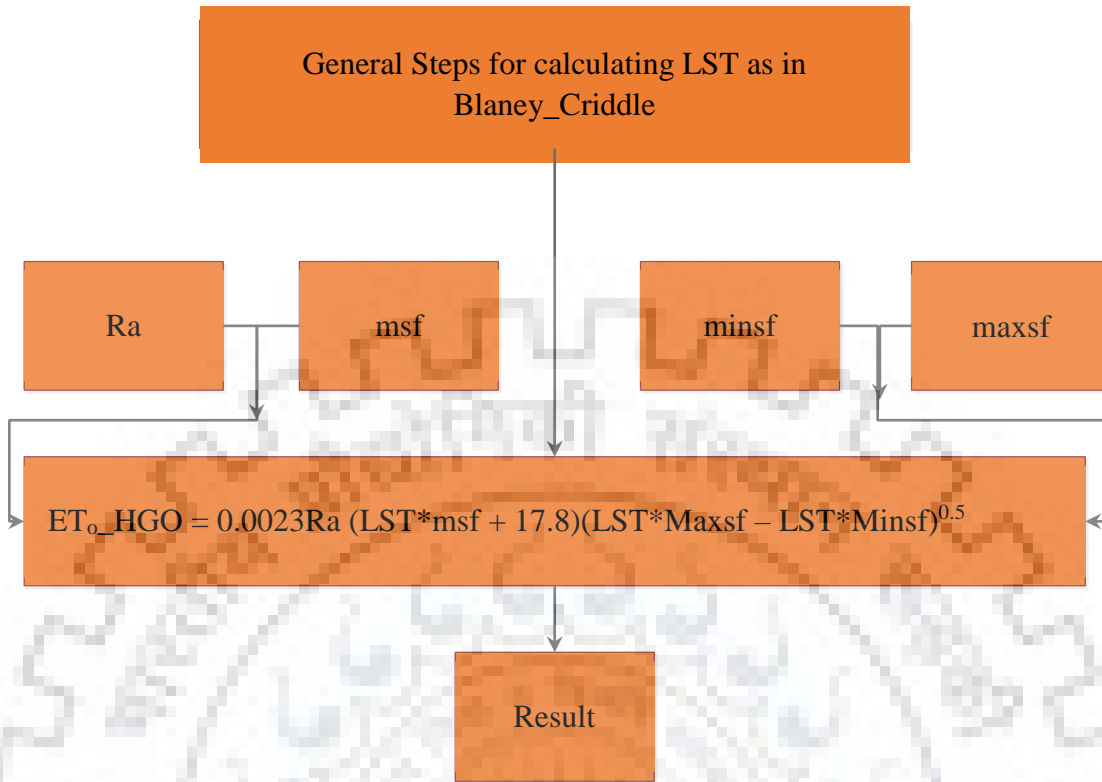 General Steps for calculating LST as in
Blaney_Criddle
Ra
msf
minsf
maxsf
ETₒ_HGO = 0.0023Ra (LST*msf + 17.8)(LST*Maxsf – LST*Minsf)^0.5
Result